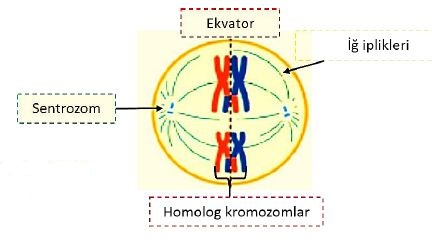 Ekvator
İğ iplikleri
Sentrozom
Homolog kromozomlar